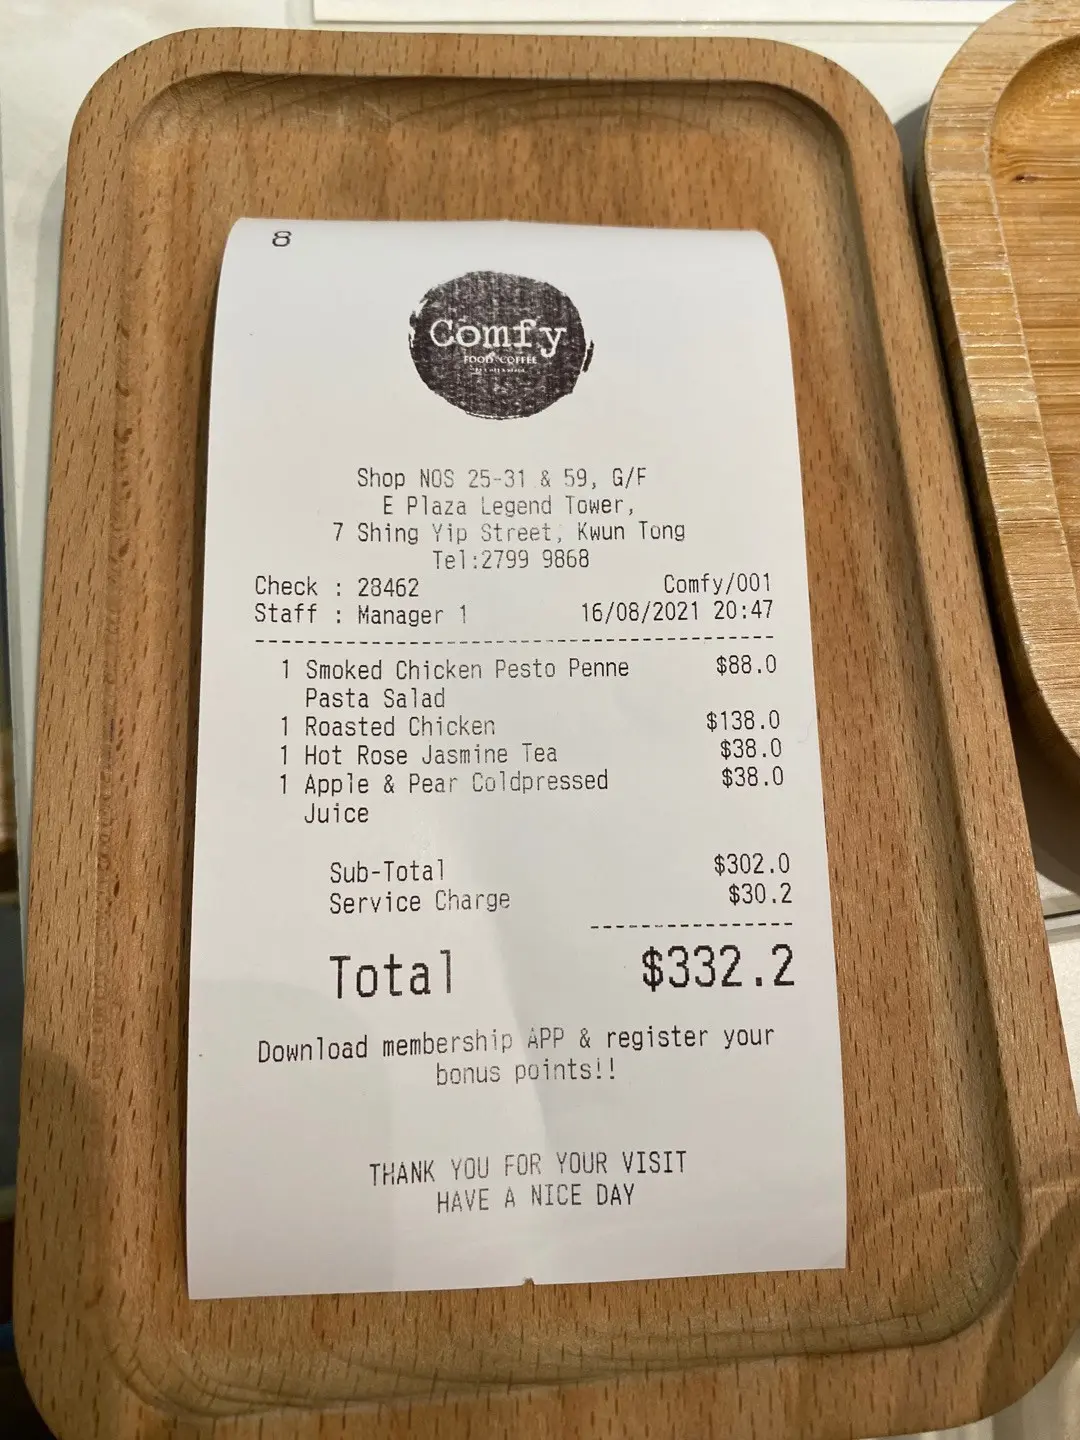 8
Comfy
FOOD COFFEE
Shop NOS 25-31 & 59, G/F
E Plaza Legend Tower,
7 Shing Yip Street, Kwun Tong
Tel:2799 9868
Check : 28462 Comfy/001
Staff : Manager 1 16/08/2021 20:47
1 Smoked Chicken Pesto Penne $88.0
Pasta Salad
1 Roasted Chicken $138.0
1 Hot Rose Jasmine Tea $38.0
1 Apple & Pear Coldpressed $38.0
Juice
Sub-Total $302.0
Service Charge $30.2
Total $332.2
Download membership APP & register your
bonus points!!
THANK YOU FOR YOUR VISIT
HAVE A NICE DAY